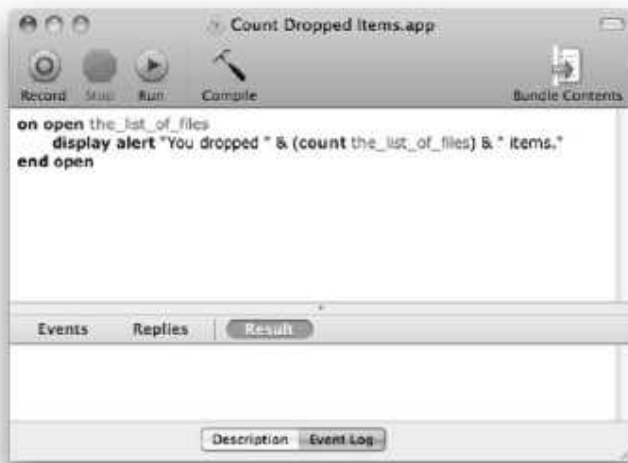 Count Dropped Items.app
Record Stop Run Compile Bundle Contents
on open the_list_of_files
display alert "You dropped " & (count the_list_of_files) & " items."
end open
Events Replies Result
Description Event Log